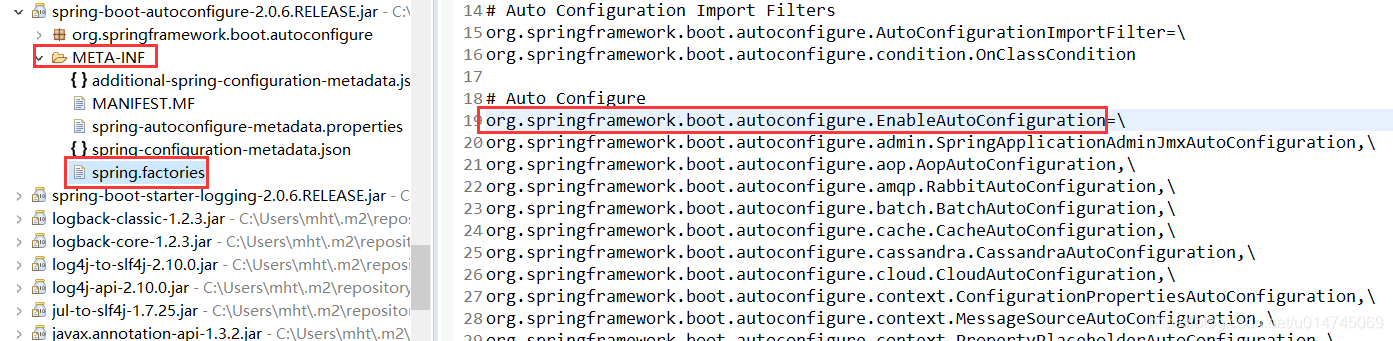 spring-boot-autoconfigure-2.0.6.RELEASE.jar - C:\
org.springframework.boot.autoconfigure
META-INF
additional-spring-configuration-metadata.js
MANIFEST.MF
spring-autoconfigure-metadata.properties
spring-configuration-metadata.json
spring.factories
spring-boot-starter-logging-2.0.6.RELEASE.jar -
logback-classic-1.2.3.jar - C:\Users\mht\.m2\reposi
logback-core-1.2.3.jar - C:\Users\mht\.m2\reposito
log4j-to-slf4j-2.10.0.jar - C:\Users\mht\.m2\reposi
log4j-api-2.10.0.jar - C:\Users\mht\.m2\repository
jul-to-slf4j-1.7.25.jar - C:\Users\mht\.m2\reposito
javax.annotation-api-1.3.2.jar - C:\Users\mht\.m2\
14 # Auto Configuration Import Filters
15 org.springframework.boot.autoconfigure.AutoConfigurationImportFilter=\
16 org.springframework.boot.autoconfigure.condition.OnClassCondition
17
18 # Auto Configure
19 org.springframework.boot.autoconfigure.EnableAutoConfiguration=\
20 org.springframework.boot.autoconfigure.admin.SpringApplicationAdminJmxAutoConfiguration,\
21 org.springframework.boot.autoconfigure.aop.AopAutoConfiguration,\
22 org.springframework.boot.autoconfigure.amqp.RabbitAutoConfiguration,\
23 org.springframework.boot.autoconfigure.batch.BatchAutoConfiguration,\
24 org.springframework.boot.autoconfigure.cache.CacheAutoConfiguration,\
25 org.springframework.boot.autoconfigure.cassandra.CassandraAutoConfiguration,\
26 org.springframework.boot.autoconfigure.cloud.CloudAutoConfiguration,\
27 org.springframework.boot.autoconfigure.context.ConfigurationPropertiesAutoConfiguration,\
28 org.springframework.boot.autoconfigure.context.MessageSourceAutoConfiguration,\
29 org.springframework.boot.autoconfigure.context.PropertyPlaceholderAutoConfiguration,\